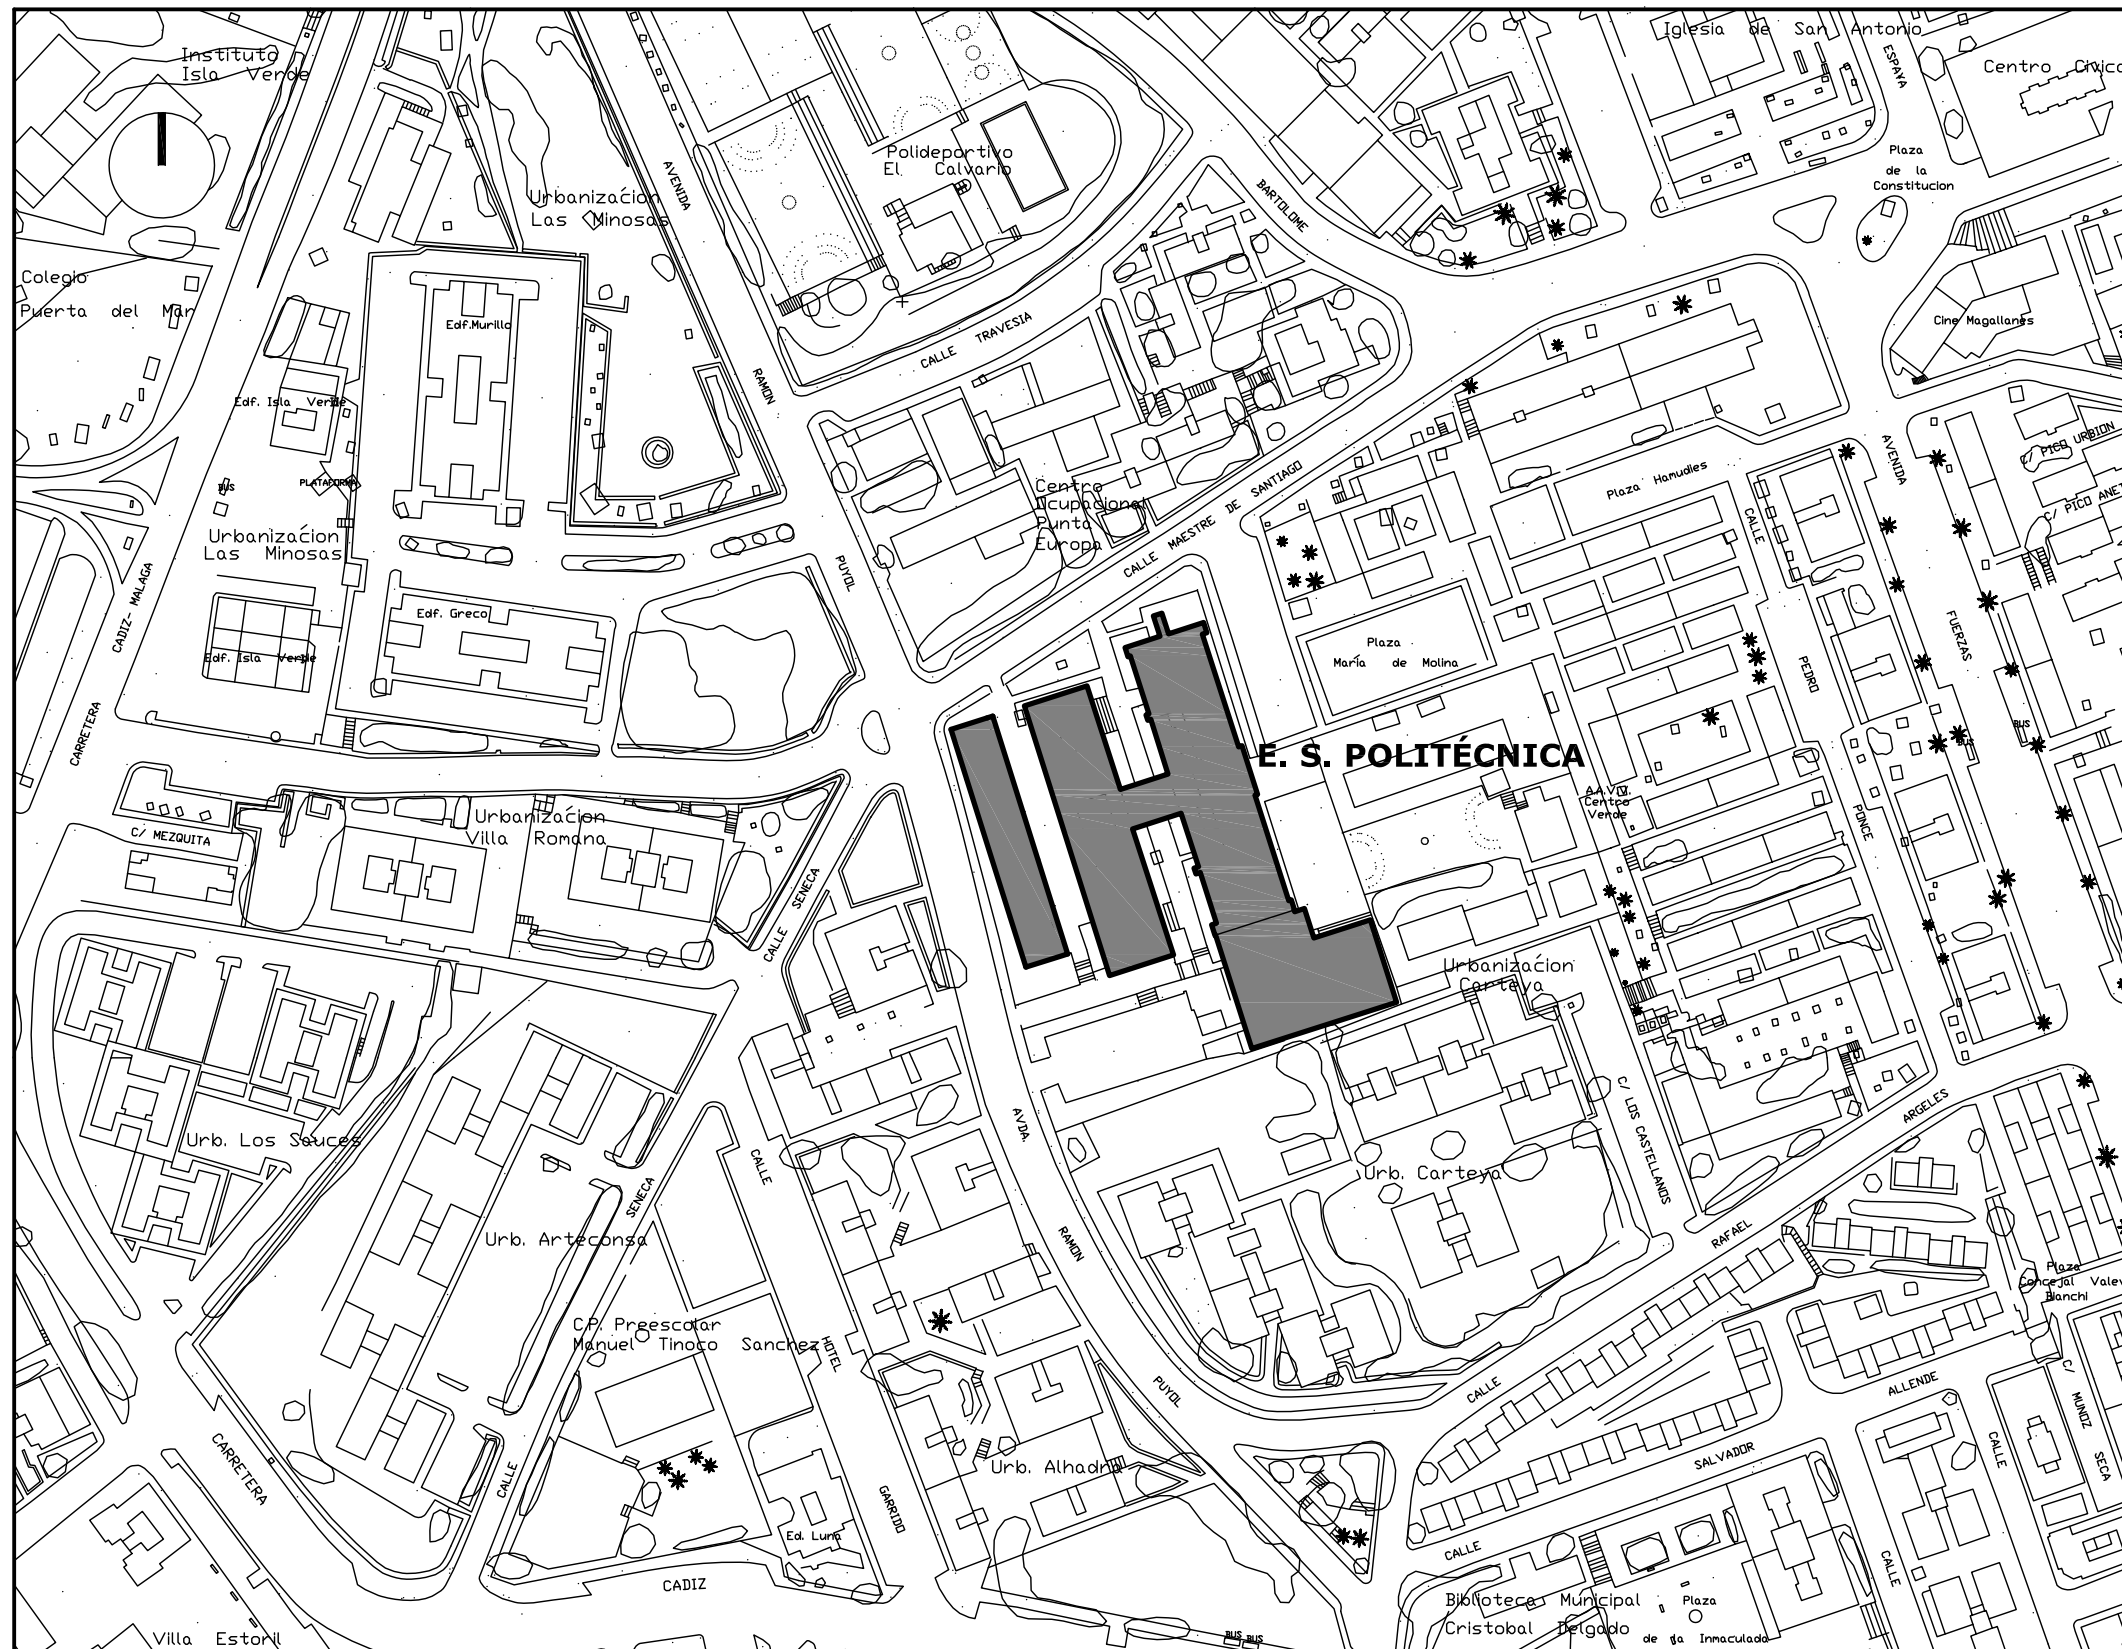 Instituto
Isla Verde
Iglesia de San Antonio
ESPAYA
Centro Civico
Polideportivo
El Calvario
Plaza
de la
Constitucion
AVENIDA
BARTOLOME
Urbanizacion
Las Minosas
Colegio
Puerta del Mar
Edf.Murillo
CALLE TRAVESIA
Cine Magallanes
RAMON
Edf. Isla Verde
AVENIDA
C/ PICO URBION
BUS
PLATAFORMA
Centro
Ocupacional
Punta
Europa
CALLE MAESTRE DE SANTIAGO
Plaza Hamudies
C/ PICO ANET
CALLE
Urbanizacion
Las Minosas
PUYOL
CADIZ- MALAGA
Edf. Greco
FUERZAS
Plaza
María de Molina
Edf. Isla Verde
PEDRO
CARRETERA
BUS
BUS
E. S. POLITÉCNICA
AA.VV.
Centro
Verde
PONCE
Urbanizacion
Villa Romana
C/ MEZQUITA
CALLE SENECA
Urbanizacion
Carteya
C/ LOS CASTELLANOS
ARGELES
AVDA.
Urb. Los Sauces
CALLE
Urb. Carteya
SENECA
RAFAEL
Urb. Arteconsa
RAMON
Plaza
Concejal Valev
Bianchi
C.P. Preescolar
Manuel Tinoco Sanchez
HOTEL
PUYOL
CALLE
ALLENDE
C/ MUNOZ
SECA
CARRETERA
CALLE
Urb. Alhadra
SALVADOR
CALLE
GARRIDO
Ed. Luna
CALLE
CALLE
CADIZ
Biblioteca Municipal
Cristobal Delgado
Plaza
de la Inmaculada
Villa Estoril
BUS BUS